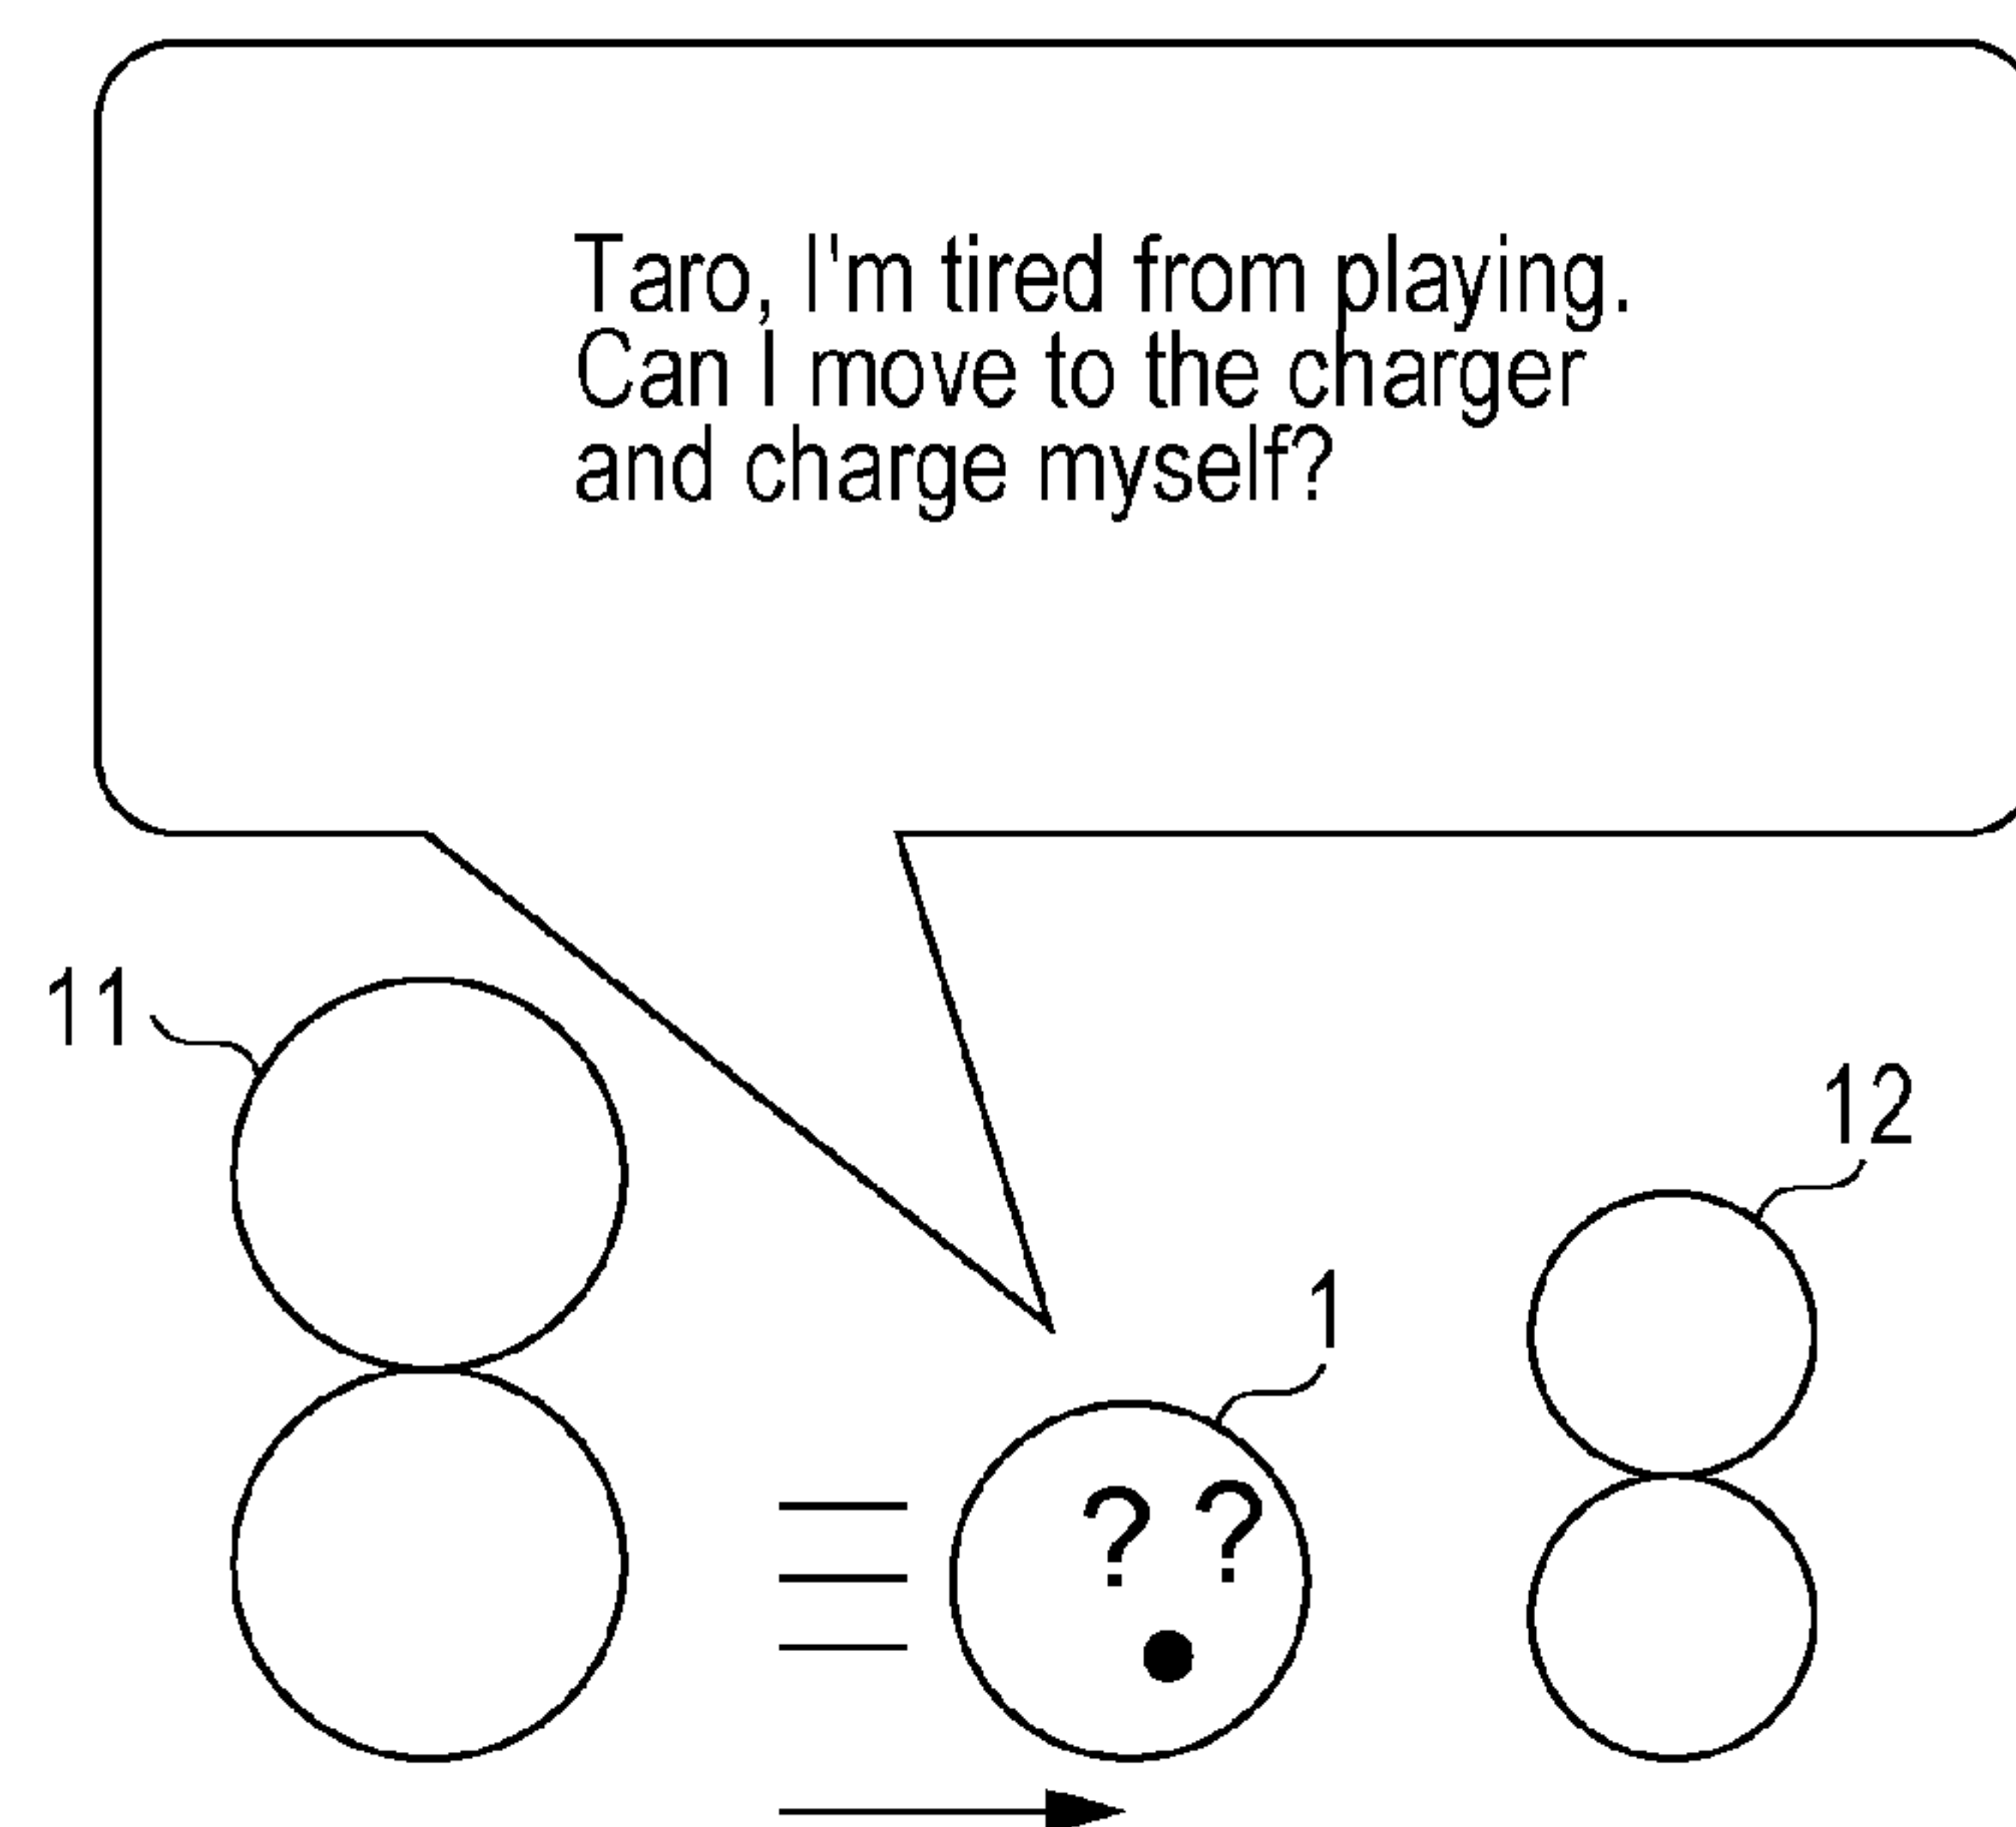 Taro, I'm tired from playing.
Can I move to the charger
and charge myself?
11
12
1
? ?